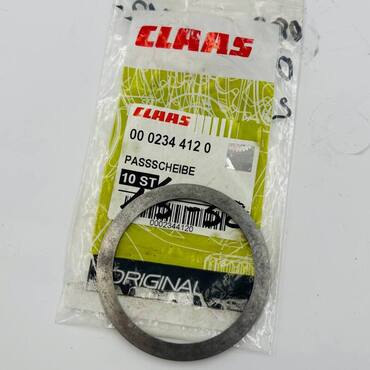 CLAAS
CLAAS
00 0234 412 0
PASSSCHEIBE
10 ST
0002344120
ORIGINAL